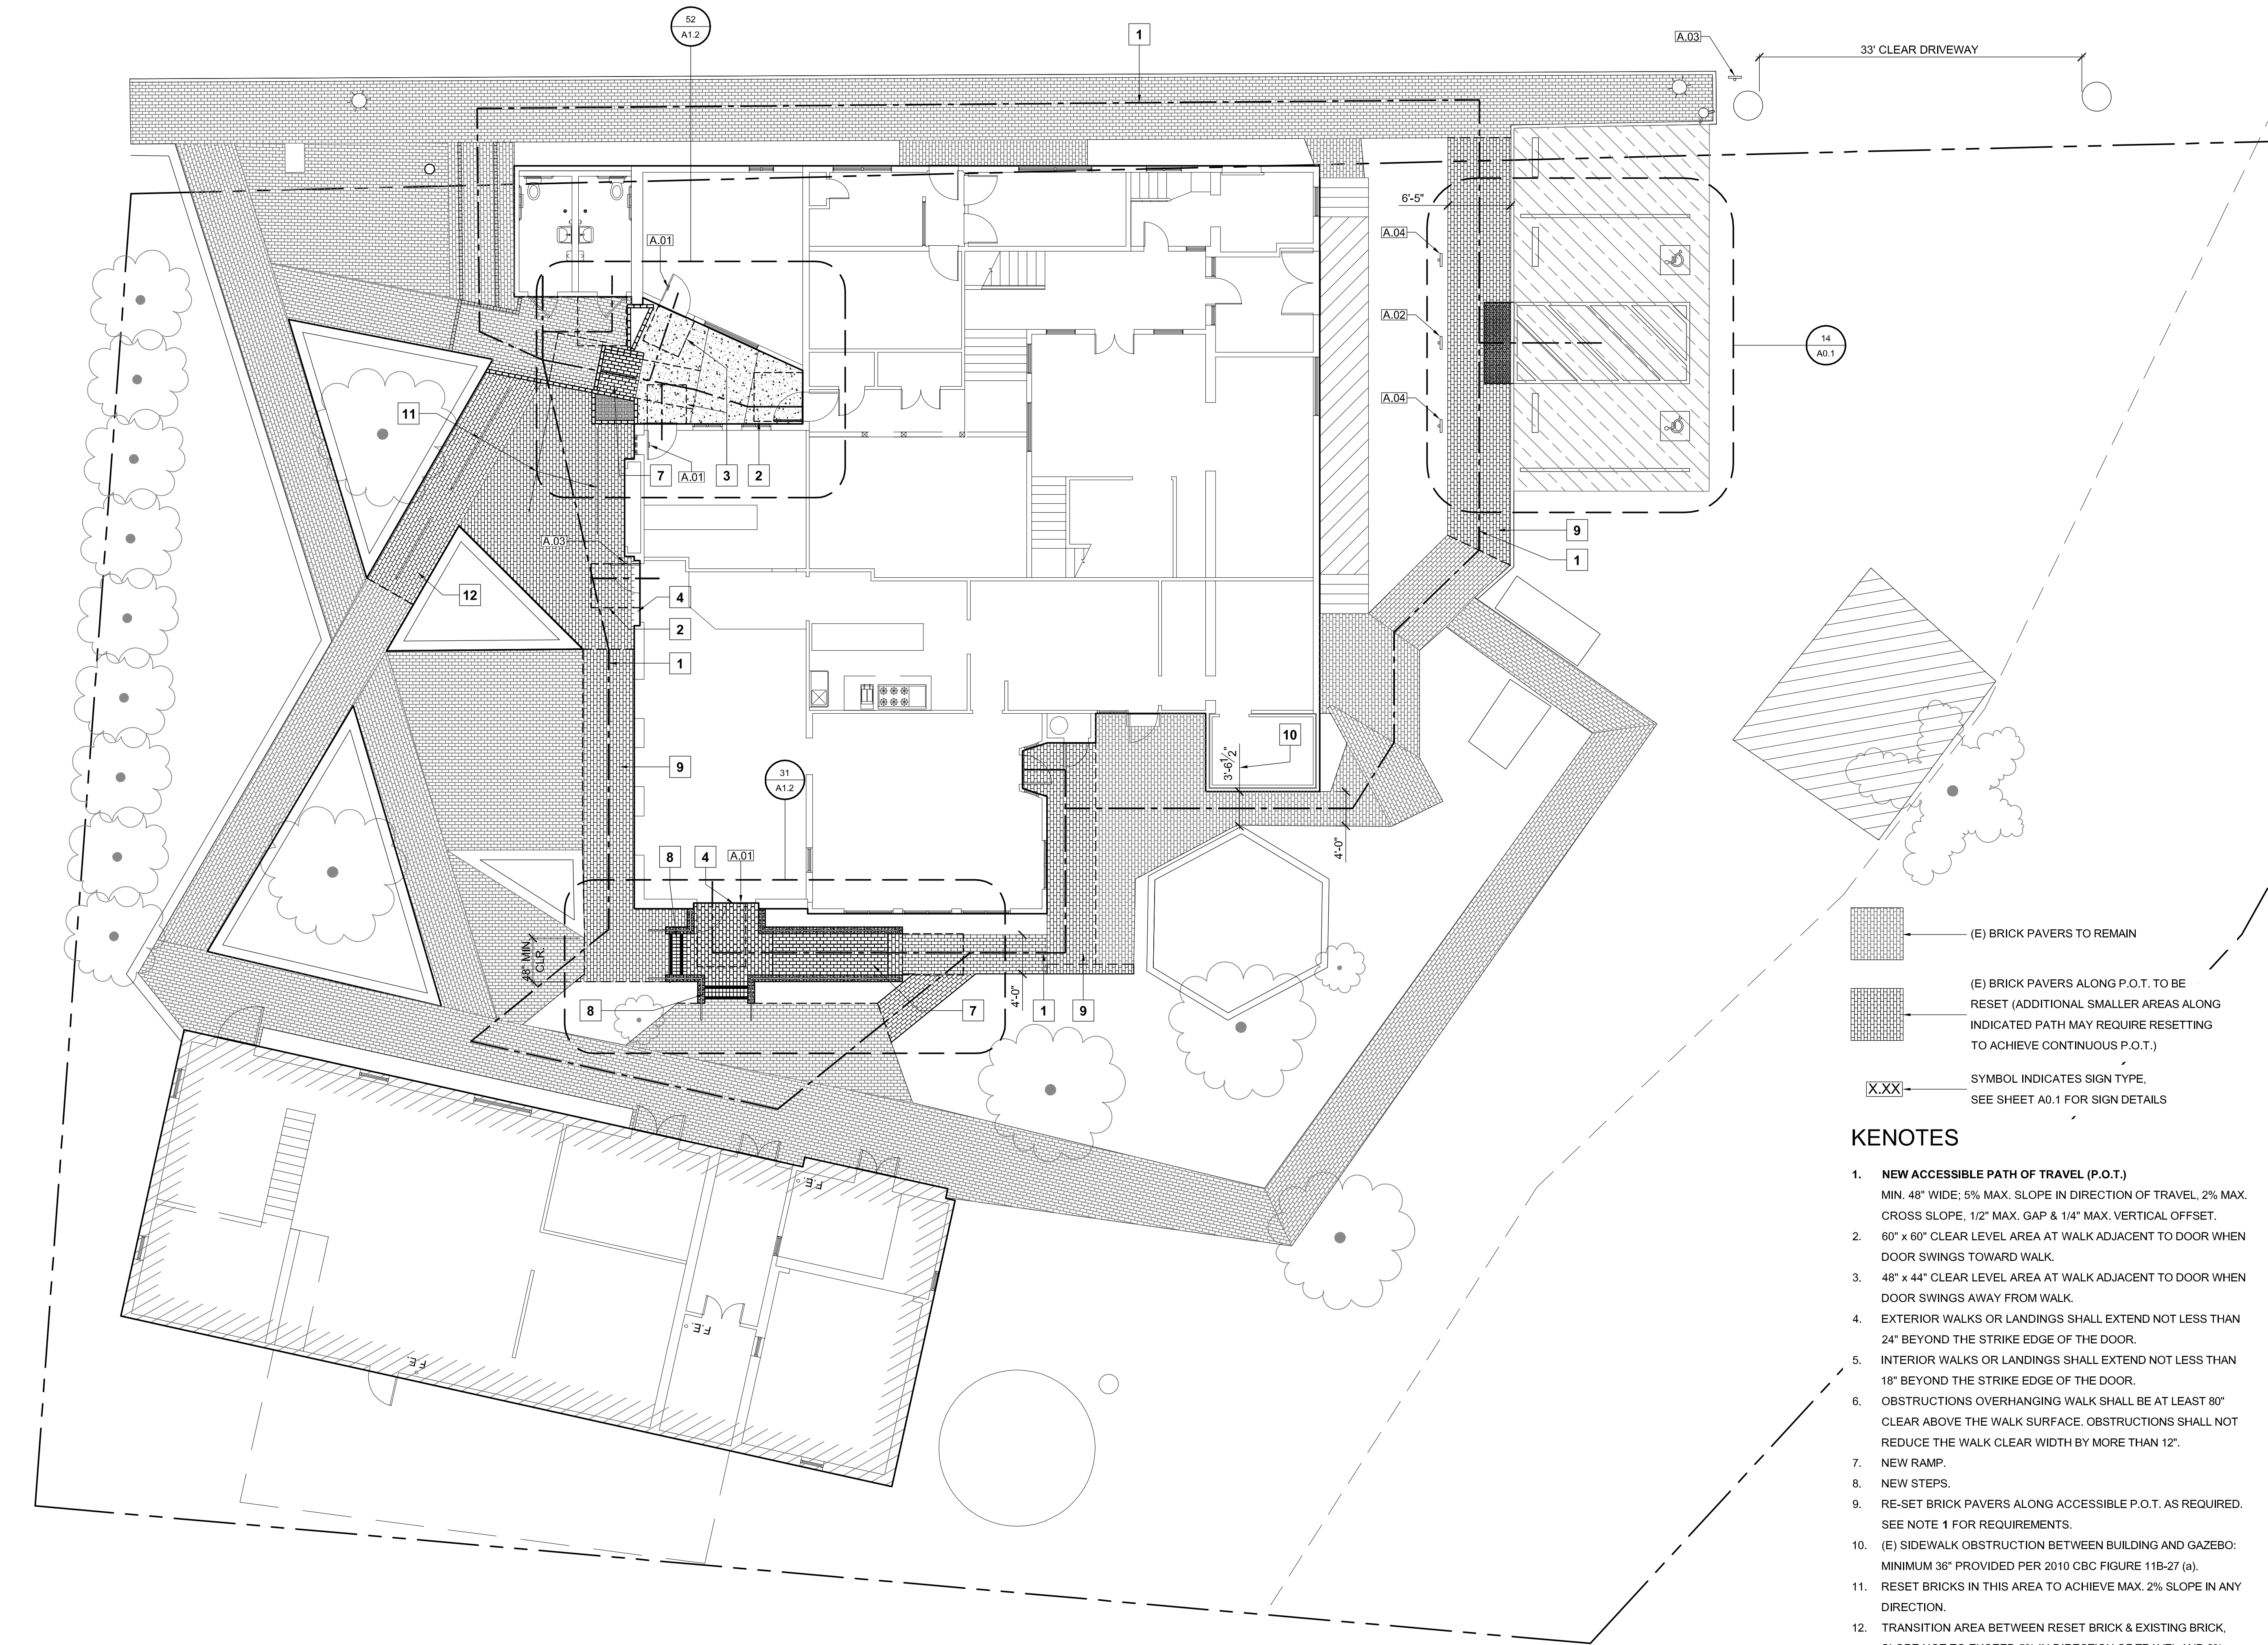 52
A1.2
1
A.03
33' CLEAR DRIVEWAY
6'-5"
A.01
A.04
A.02
14
A0.1
A.04
11
7
A.01
3
2
9
A.03
1
12
4
2
1
10
3'-6½"
9
31
A1.2
4'-0"
8
4
A.01
48" MIN.
CLR.
8
7
4'-0"
1
9
F.E.
F.E.
F.E.
(E) BRICK PAVERS TO REMAIN
(E) BRICK PAVERS ALONG P.O.T. TO BE
RESET (ADDITIONAL SMALLER AREAS ALONG
INDICATED PATH MAY REQUIRE RESETTING
TO ACHIEVE CONTINUOUS P.O.T.)
X.XX
SYMBOL INDICATES SIGN TYPE,
SEE SHEET A0.1 FOR SIGN DETAILS
KENOTES
1. NEW ACCESSIBLE PATH OF TRAVEL (P.O.T.)
MIN. 48" WIDE; 5% MAX. SLOPE IN DIRECTION OF TRAVEL, 2% MAX.
CROSS SLOPE, 1/2" MAX. GAP & 1/4" MAX. VERTICAL OFFSET.
2. 60" x 60" CLEAR LEVEL AREA AT WALK ADJACENT TO DOOR WHEN
DOOR SWINGS TOWARD WALK.
3. 48" x 44" CLEAR LEVEL AREA AT WALK ADJACENT TO DOOR WHEN
DOOR SWINGS AWAY FROM WALK.
4. EXTERIOR WALKS OR LANDINGS SHALL EXTEND NOT LESS THAN
24" BEYOND THE STRIKE EDGE OF THE DOOR.
5. INTERIOR WALKS OR LANDINGS SHALL EXTEND NOT LESS THAN
18" BEYOND THE STRIKE EDGE OF THE DOOR.
6. OBSTRUCTIONS OVERHANGING WALK SHALL BE AT LEAST 80"
CLEAR ABOVE THE WALK SURFACE. OBSTRUCTIONS SHALL NOT
REDUCE THE WALK CLEAR WIDTH BY MORE THAN 12".
7. NEW RAMP.
8. NEW STEPS.
9. RE-SET BRICK PAVERS ALONG ACCESSIBLE P.O.T. AS REQUIRED.
SEE NOTE 1 FOR REQUIREMENTS.
10. (E) SIDEWALK OBSTRUCTION BETWEEN BUILDING AND GAZEBO:
MINIMUM 36" PROVIDED PER 2010 CBC FIGURE 11B-27 (a).
11. RESET BRICKS IN THIS AREA TO ACHIEVE MAX. 2% SLOPE IN ANY
DIRECTION.
12. TRANSITION AREA BETWEEN RESET BRICK & EXISTING BRICK,